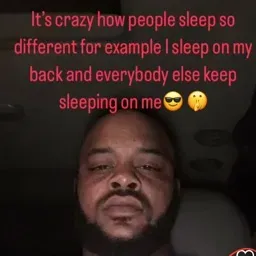 It's crazy how people sleep so
different for example I sleep on my
back and everybody else keep
sleeping on me😎 🤫